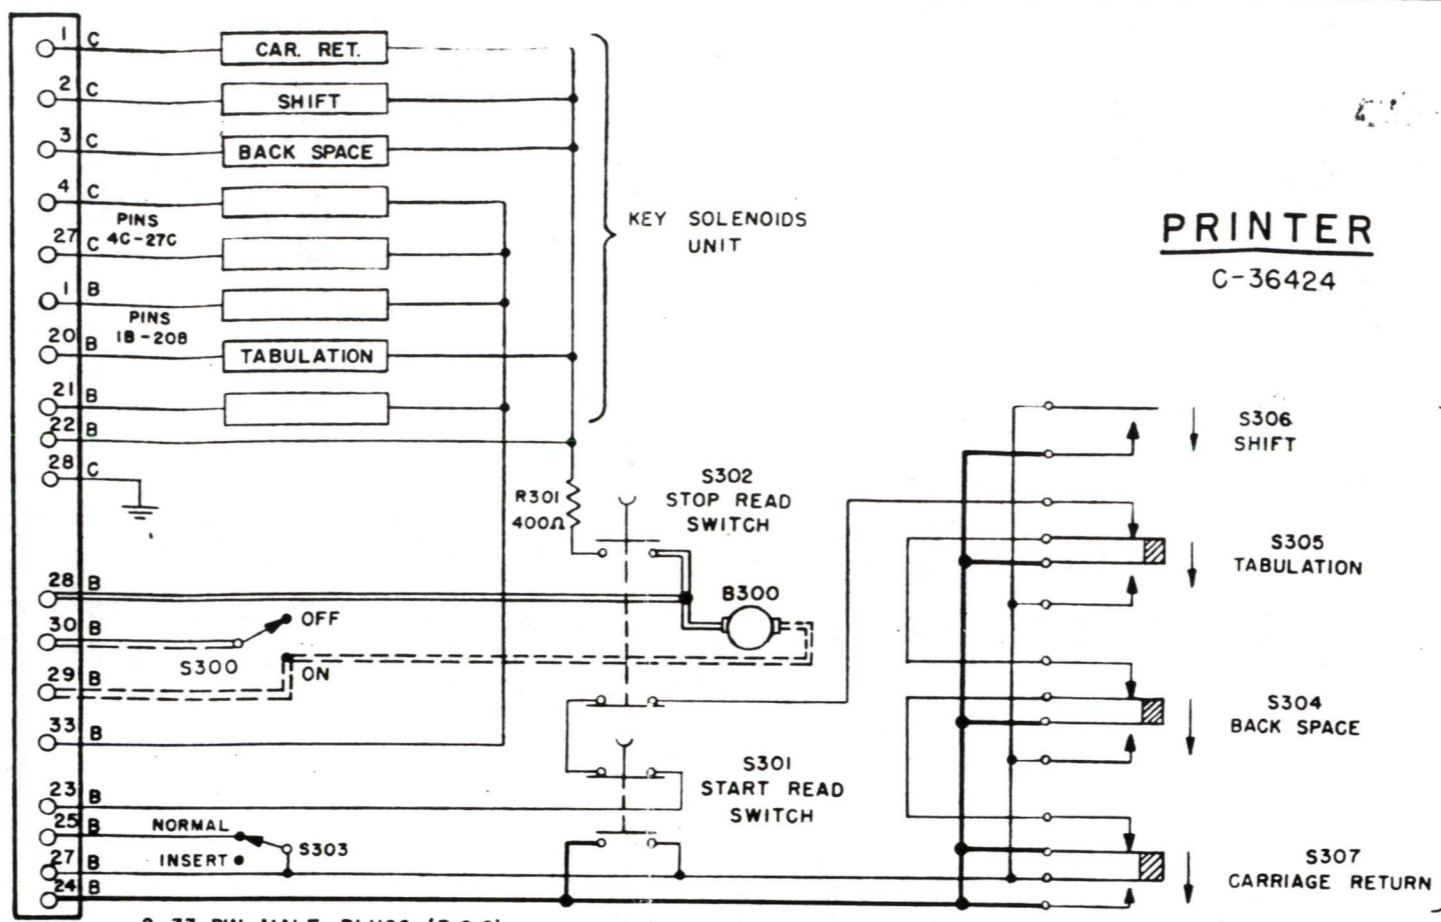 1 C CAR. RET.
2 C SHIFT
3 C BACK SPACE
4 C
PINS
4C-27C
27 C
1 B
PINS
1B-20B
20 B TABULATION
21 B
22 B
28 C
KEY SOLENOIDS
UNIT
PRINTER
C-36424
R301
400Ω
S302
STOP READ
SWITCH
28 B
B300
30 B
OFF
S300
ON
29 B
33 B
S301
START READ
SWITCH
23 B
25 B
NORMAL
S303
INSERT
27 B
24 B
S306
SHIFT
S305
TABULATION
S304
BACK SPACE
S307
CARRIAGE RETURN